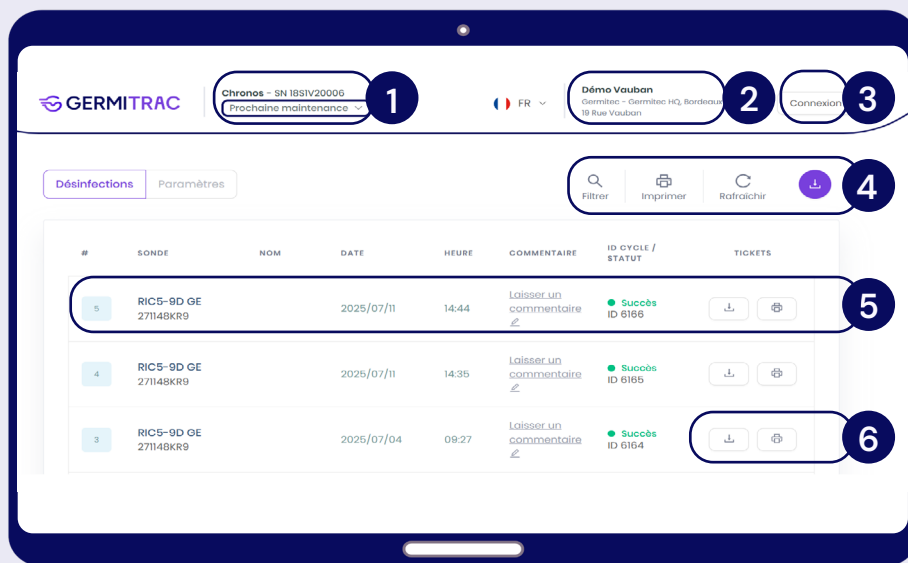 GERMITRAC
Chronos - SN 18S1V20006
Prochaine maintenance
1
FR
Démo Vauban
Germitec - Germitec HQ, Bordeaux
19 Rue Vauban
2
Connexion
3
Désinfections
Paramètres
Filtrer
Imprimer
Rafraîchir
4
# SONDE NOM DATE HEURE COMMENTAIRE ID CYCLE / STATUT TICKETS
5 RIC5-9D GE 271148KR9 2025/07/11 14:44 Laisser un commentaire Succès ID 6166
5
4 RIC5-9D GE 271148KR9 2025/07/11 14:35 Laisser un commentaire Succès ID 6165
3 RIC5-9D GE 271148KR9 2025/07/04 09:27 Laisser un commentaire Succès ID 6164
6